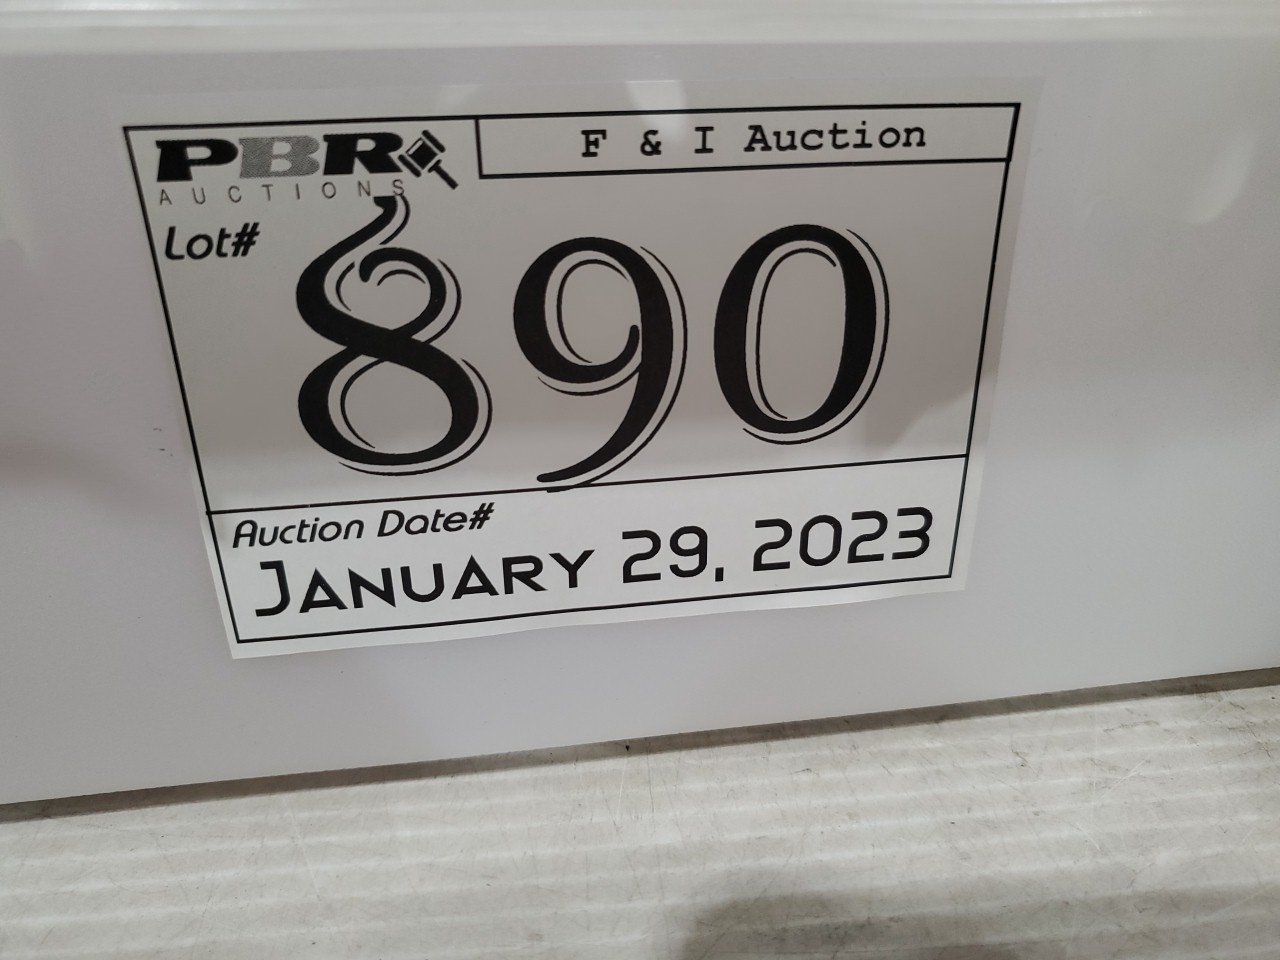 PBR
AUCTIONS
F & I Auction
Lot#
890
Auction Date#
January 29, 2023